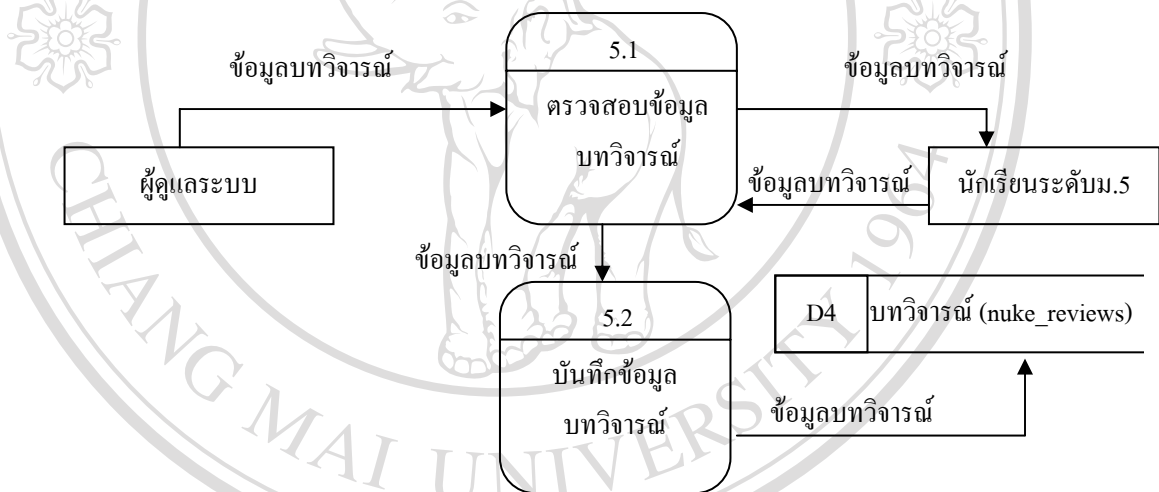 5.1
ข้อมูลบทวิจารณ์
ข้อมูลบทวิจารณ์
ตรวจสอบข้อมูล
บทวิจารณ์
ผู้ดูแลระบบ
ข้อมูลบทวิจารณ์
นักเรียนระดับม.5
ข้อมูลบทวิจารณ์
5.2
D4
บทวิจารณ์ (nuke_reviews)
บันทึกข้อมูล
บทวิจารณ์
ข้อมูลบทวิจารณ์
CHIANG MAI UNIVERSITY 1964